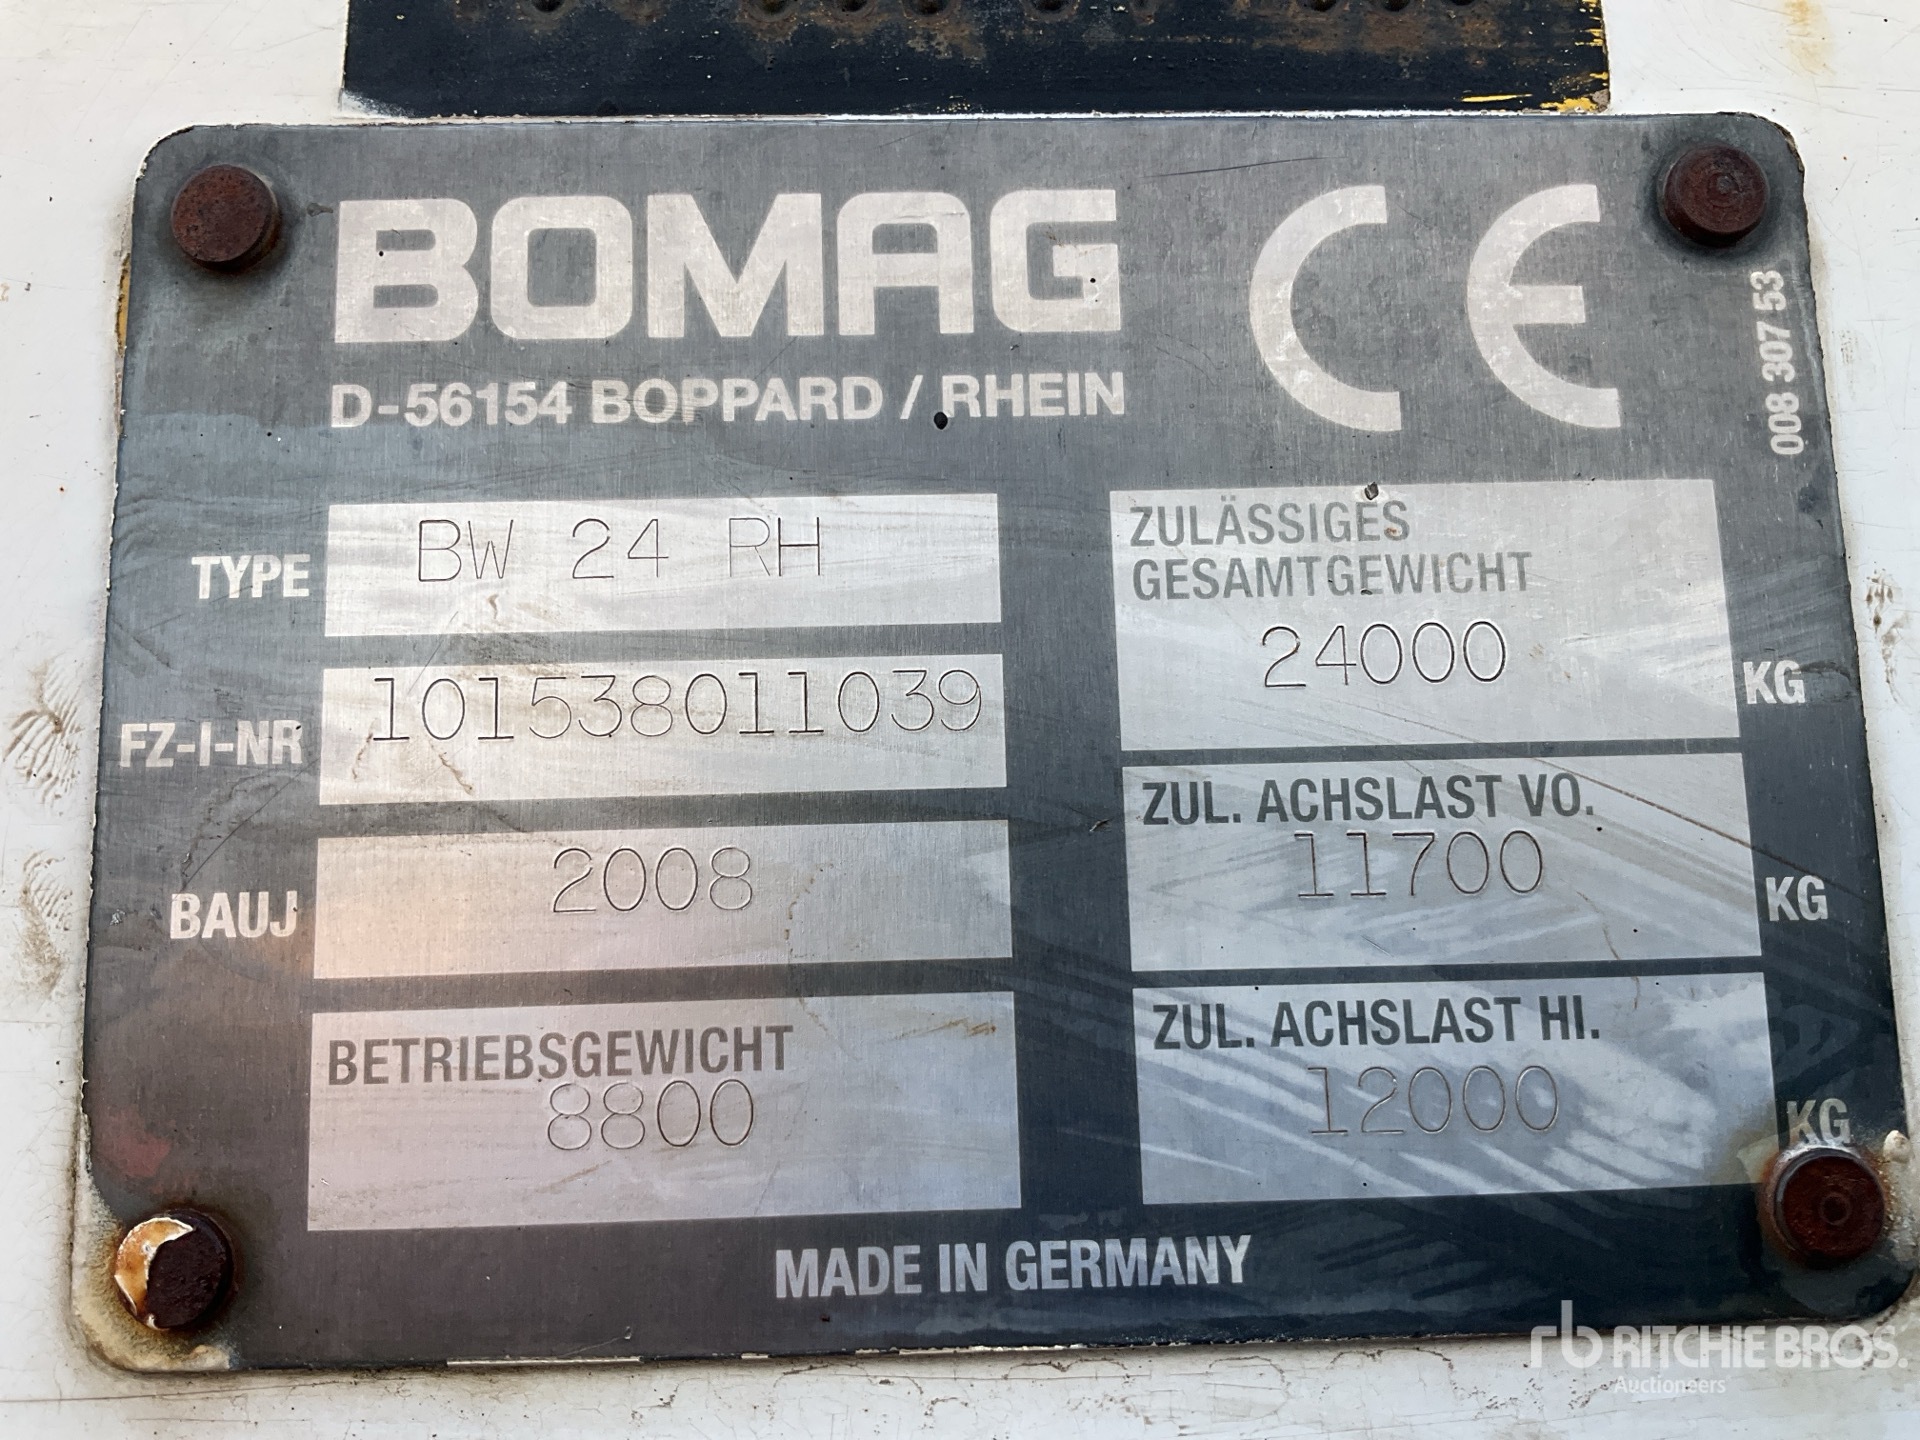 BOMAG CE
D-56154 BOPPARD / RHEIN
008 307 53
TYPE BW 24 RH
FZ-I-NR 101538011039
BAUJ 2008
BETRIEBSGEWICHT
8800
ZULÄSSIGES
GESAMTGEWICHT
24000 KG
ZUL. ACHSLAST VO.
11700 KG
ZUL. ACHSLAST HI.
12000 KG
MADE IN GERMANY
rb RITCHIE BROS.
Auctioneers